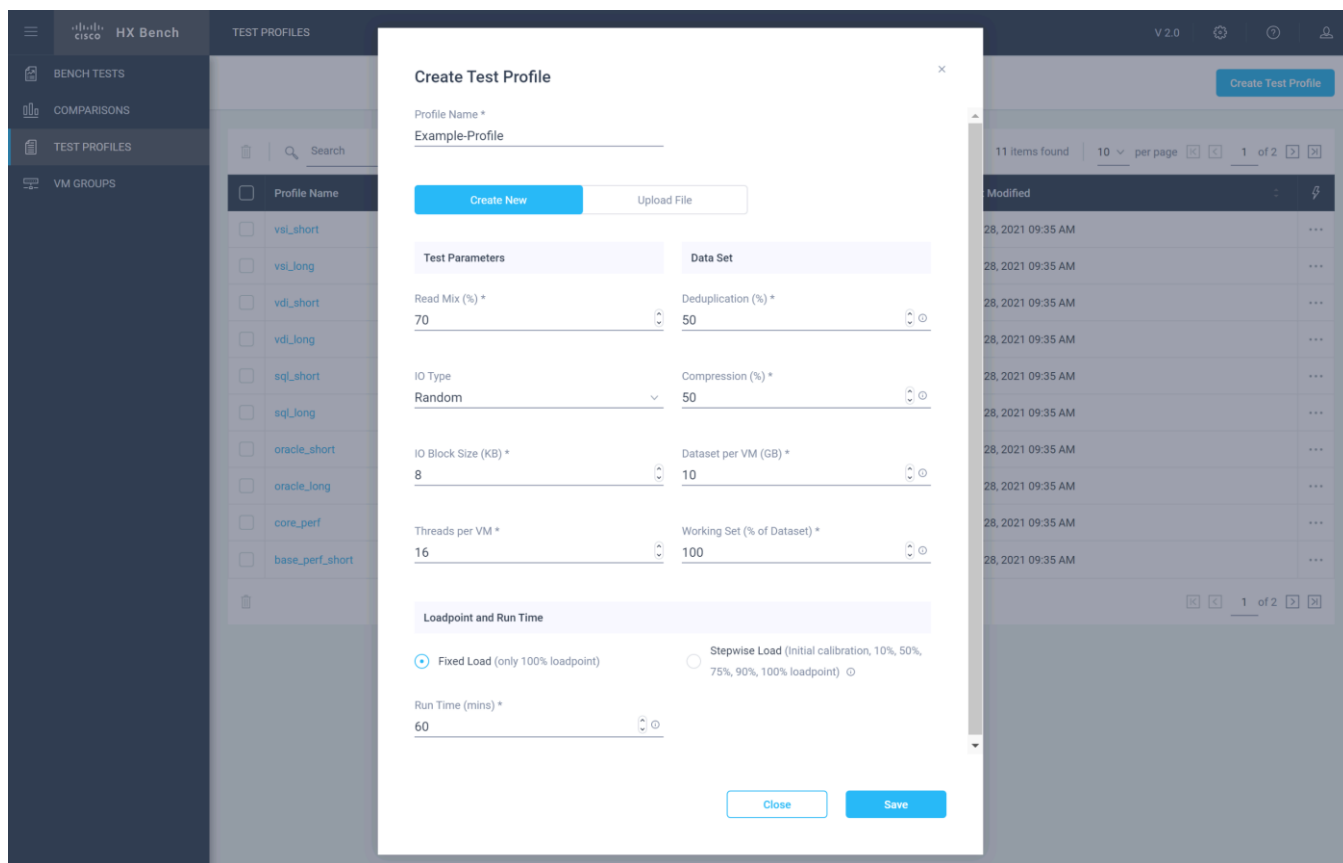 cisco HX Bench
TEST PROFILES
V 2.0
BENCH TESTS
COMPARISONS
TEST PROFILES
VM GROUPS
Create Test Profile
Search
11 items found
10 per page
1 of 2
Profile Name
Modified
vsi_short
28, 2021 09:35 AM
vsi_long
28, 2021 09:35 AM
vdi_short
28, 2021 09:35 AM
vdi_long
28, 2021 09:35 AM
sql_short
28, 2021 09:35 AM
sql_long
28, 2021 09:35 AM
oracle_short
28, 2021 09:35 AM
oracle_long
28, 2021 09:35 AM
core_perf
28, 2021 09:35 AM
base_perf_short
28, 2021 09:35 AM
1 of 2
Create Test Profile
Profile Name *
Example-Profile
Create New
Upload File
Test Parameters
Data Set
Read Mix (%) *
70
Deduplication (%) *
50
IO Type
Random
Compression (%) *
50
IO Block Size (KB) *
8
Dataset per VM (GB) *
10
Threads per VM *
16
Working Set (% of Dataset) *
100
Loadpoint and Run Time
Fixed Load (only 100% loadpoint)
Stepwise Load (Initial calibration, 10%, 50%,
75%, 90%, 100% loadpoint)
Run Time (mins) *
60
Close
Save